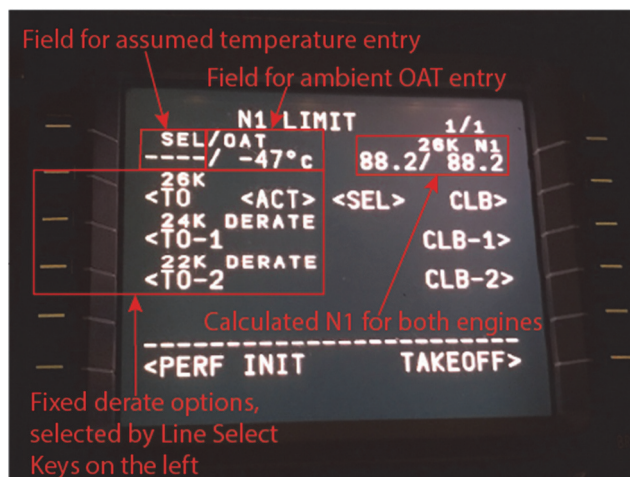 Field for assumed temperature entry
Field for ambient OAT entry
N1 LIMIT 1/1
SEL/OAT 26K N1
----/ -47°c 88.2/ 88.2
26K
<TO <ACT> <SEL> CLB>
24K DERATE
<TO-1 CLB-1>
22K DERATE
<TO-2 CLB-2>
Calculated N1 for both engines
--------------------------------
<PERF INIT TAKEOFF>
Fixed derate options,
selected by Line Select
Keys on the left